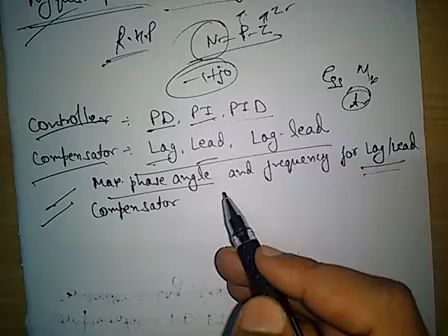 R.H.P N = P - Z
-1+j0
ess Mr
Controller :- PD, PI, PID
Compensator :- Lag, Lead, Lag-lead
Max. phase angle and frequency for Lag/Lead
Compensator